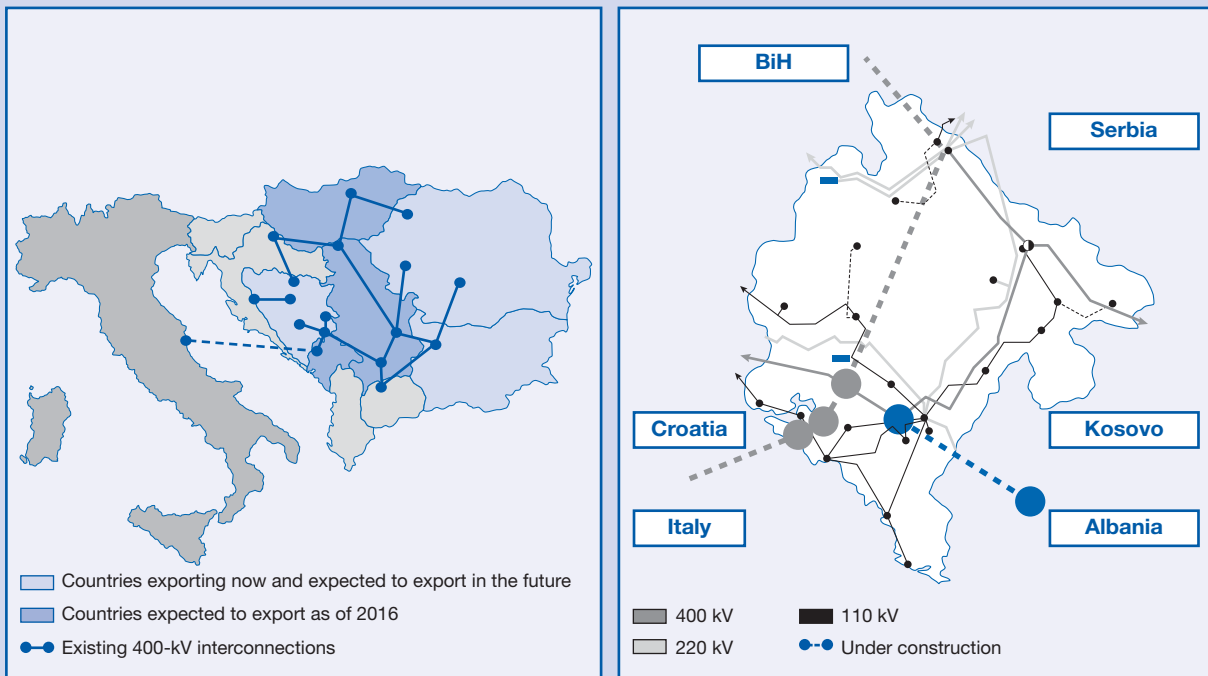 Countries exporting now and expected to export in the future
Countries expected to export as of 2016
Existing 400-kV interconnections
BiH
Serbia
Croatia
Kosovo
Italy
Albania
400 kV
110 kV
220 kV
Under construction